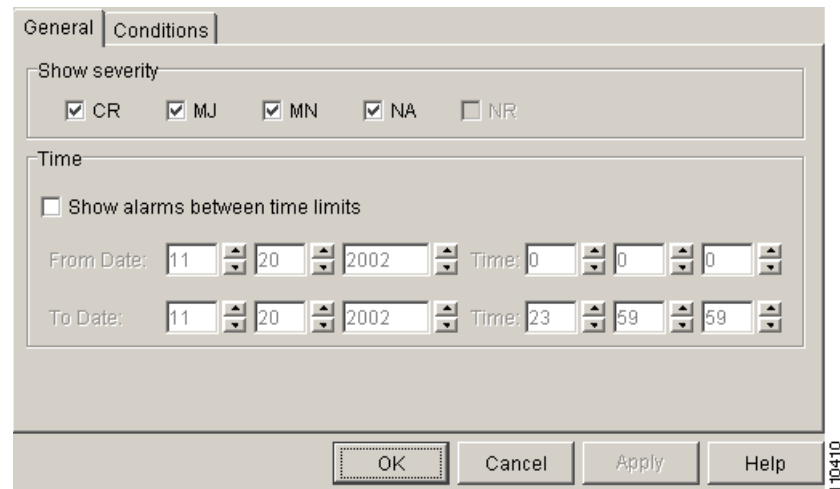 General Conditions
Show severity
CR MJ MN NA NR
Time
Show alarms between time limits
From Date: 11 20 2002 Time: 0 0 0
To Date: 11 20 2002 Time: 23 59 59
OK Cancel Apply Help
110410